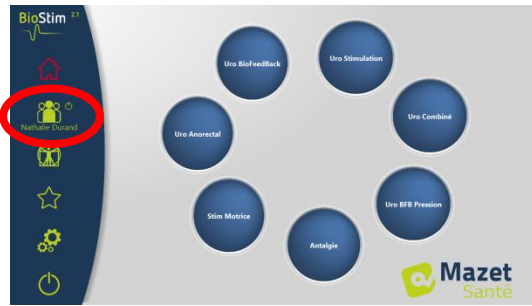 BioStim 2.1
Nathalie Durand
Uro BioFeedBack
Uro Stimulation
Uro Anorectal
Uro Combiné
Stim Motrice
Uro BFB Pression
Antalgie
Mazet
Santé